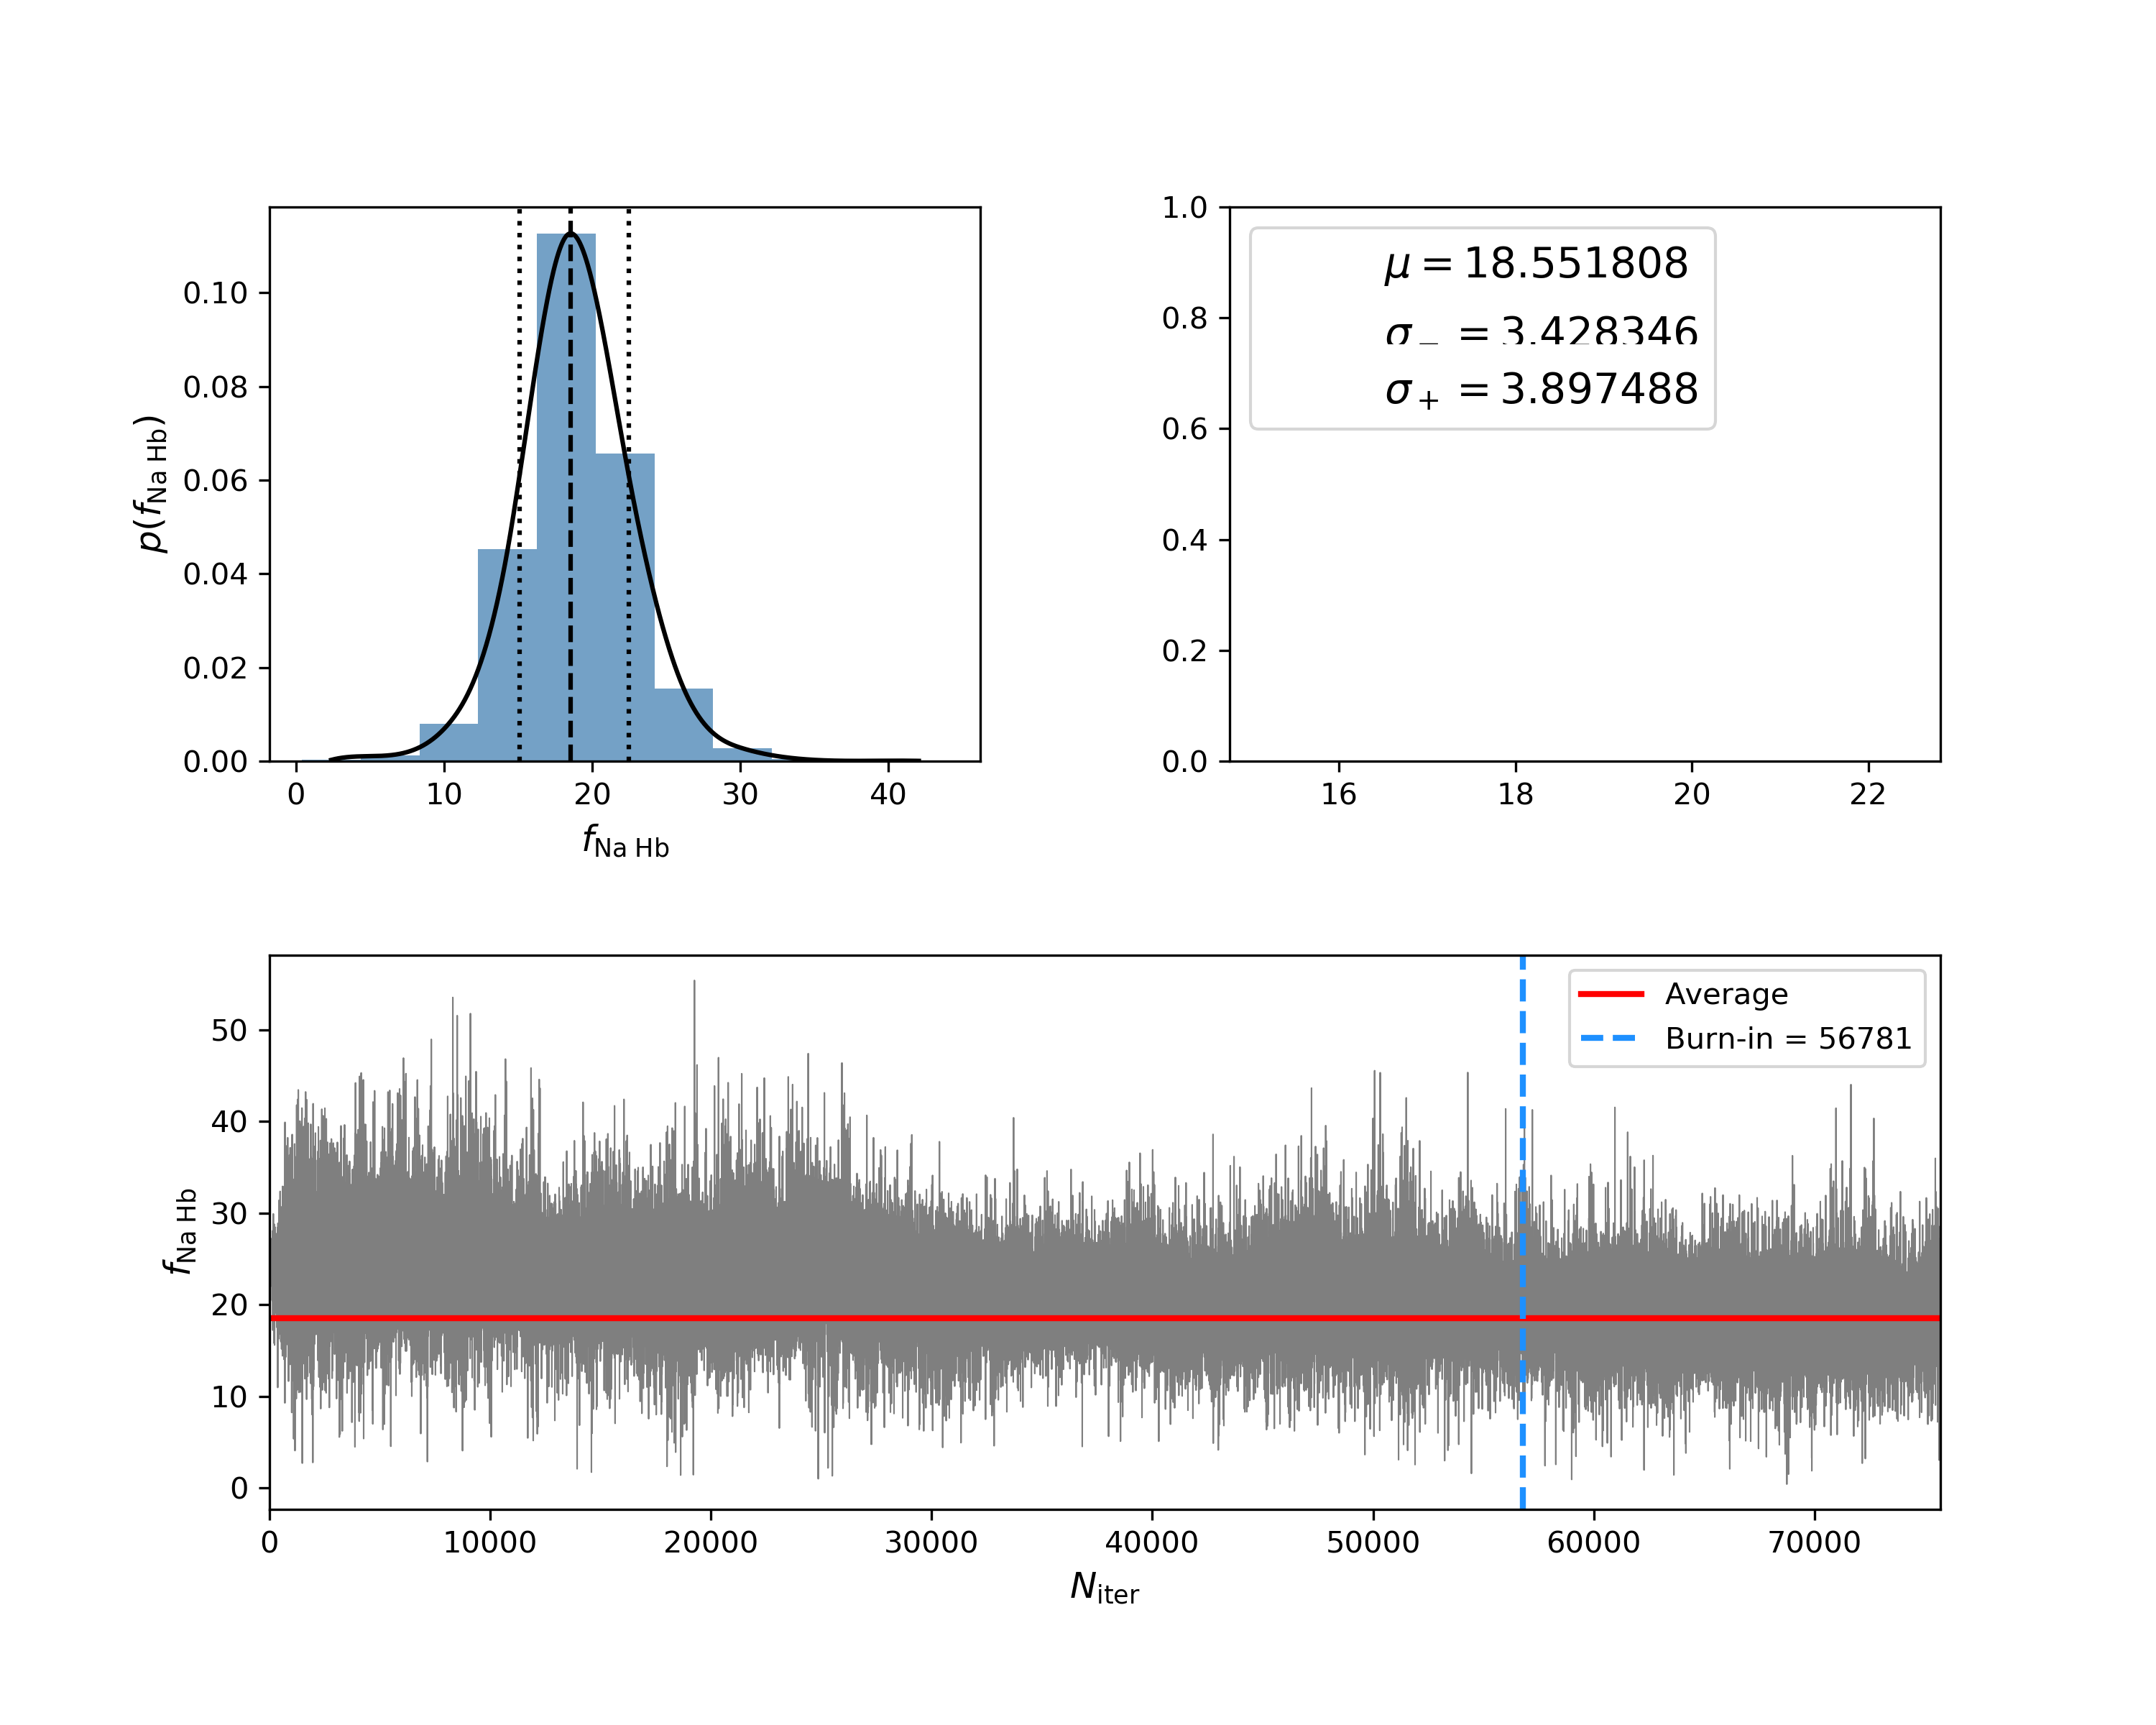 0.10
0.08
0.06
0.04
0.02
0.00
p(f_Na Hb)
0 10 20 30 40
f_Na Hb
1.0
0.8
0.6
0.4
0.2
0.0
μ = 18.551808
σ_− = 3.428346
σ_+ = 3.897488
16 18 20 22
50
40
30
20
10
0
f_Na Hb
Average
Burn-in = 56781
0 10000 20000 30000 40000 50000 60000 70000
N_iter